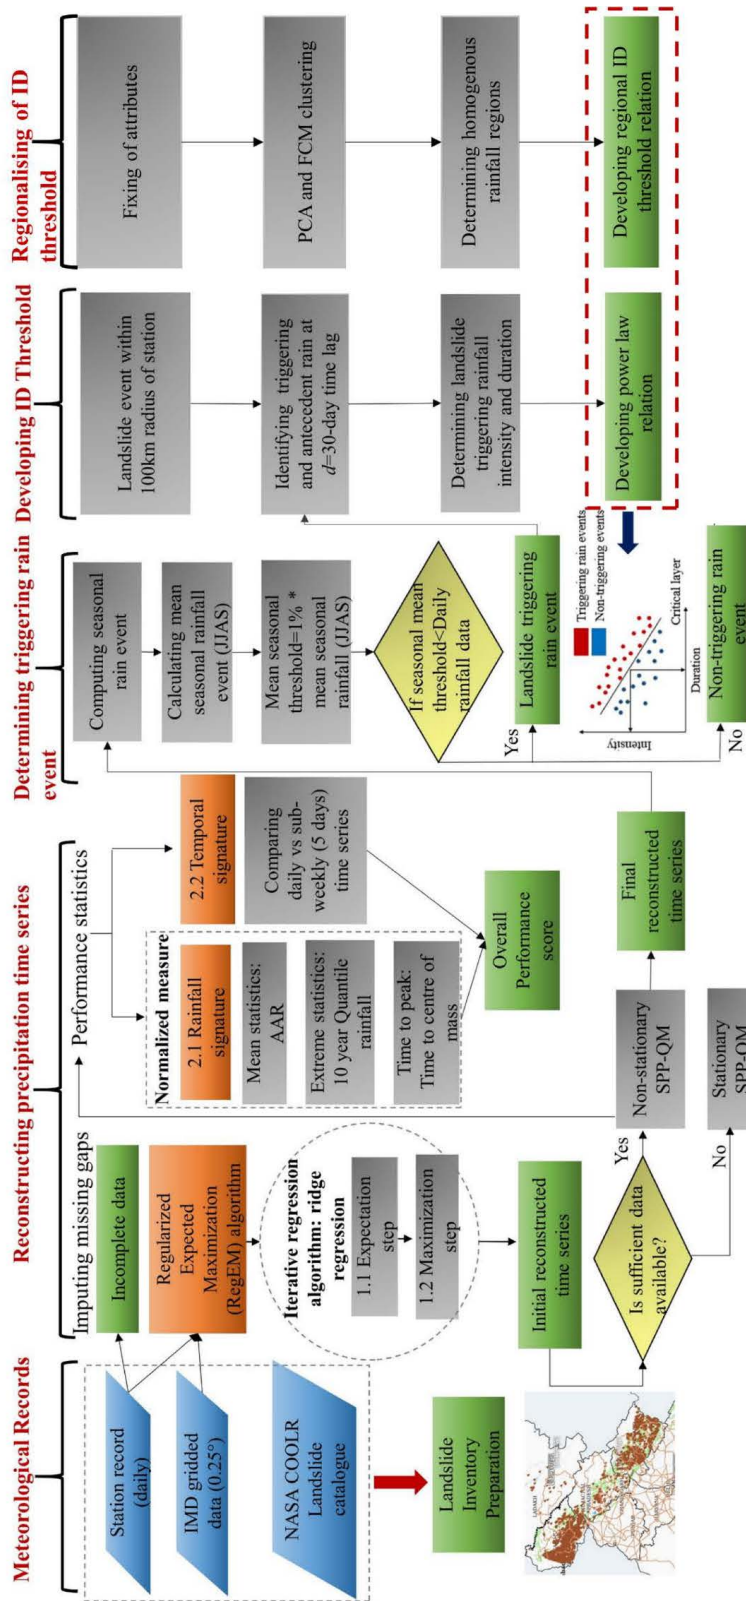 Meteorological Records
Station record
(daily)
IMD gridded
data (0.25°)
NASA COOLR
Landslide
catalogue
Landslide
Inventory
Preparation
Reconstructing precipitation time series
Imputing missing gaps
Incomplete data
Regularized
Expected
Maximization
(RegEM) algorithm
Iterative regression
algorithm: ridge
regression
1.1 Expectation
step
1.2 Maximization
step
Initial reconstructed
time series
Is sufficient data
available?
Yes
No
Non-stationary
SPP-QM
Stationary
SPP-QM
Performance statistics
Normalized measure
2.1 Rainfall
signature
Mean statistics:
AAR
Extreme statistics:
10 year Quantile
rainfall
Time to peak:
Time to centre of
mass
2.2 Temporal
signature
Comparing
daily vs sub-
weekly (5 days)
time series
Overall
Performance
score
Final
reconstructed
time series
Determining triggering rain
event
Computing seasonal
rain event
Calculating mean
seasonal rainfall
event (JJAS)
Mean seasonal
threshold=1% *
mean seasonal
rainfall (JJAS)
If seasonal mean
threshold<Daily
rainfall data
Yes
No
Landslide triggering
rain event
Non-triggering rain
event
Intensity
Duration
Critical layer
Triggering rain events
Non-triggering events
Developing ID Threshold
Landslide event within
100km radius of station
Identifying triggering
and antecedent rain at
d=30-day time lag
Determining landslide
triggering rainfall
intensity and duration
Developing power law
relation
Regionalising of ID
threshold
Fixing of attributes
PCA and FCM clustering
Determining homogenous
rainfall regions
Developing regional ID
threshold relation